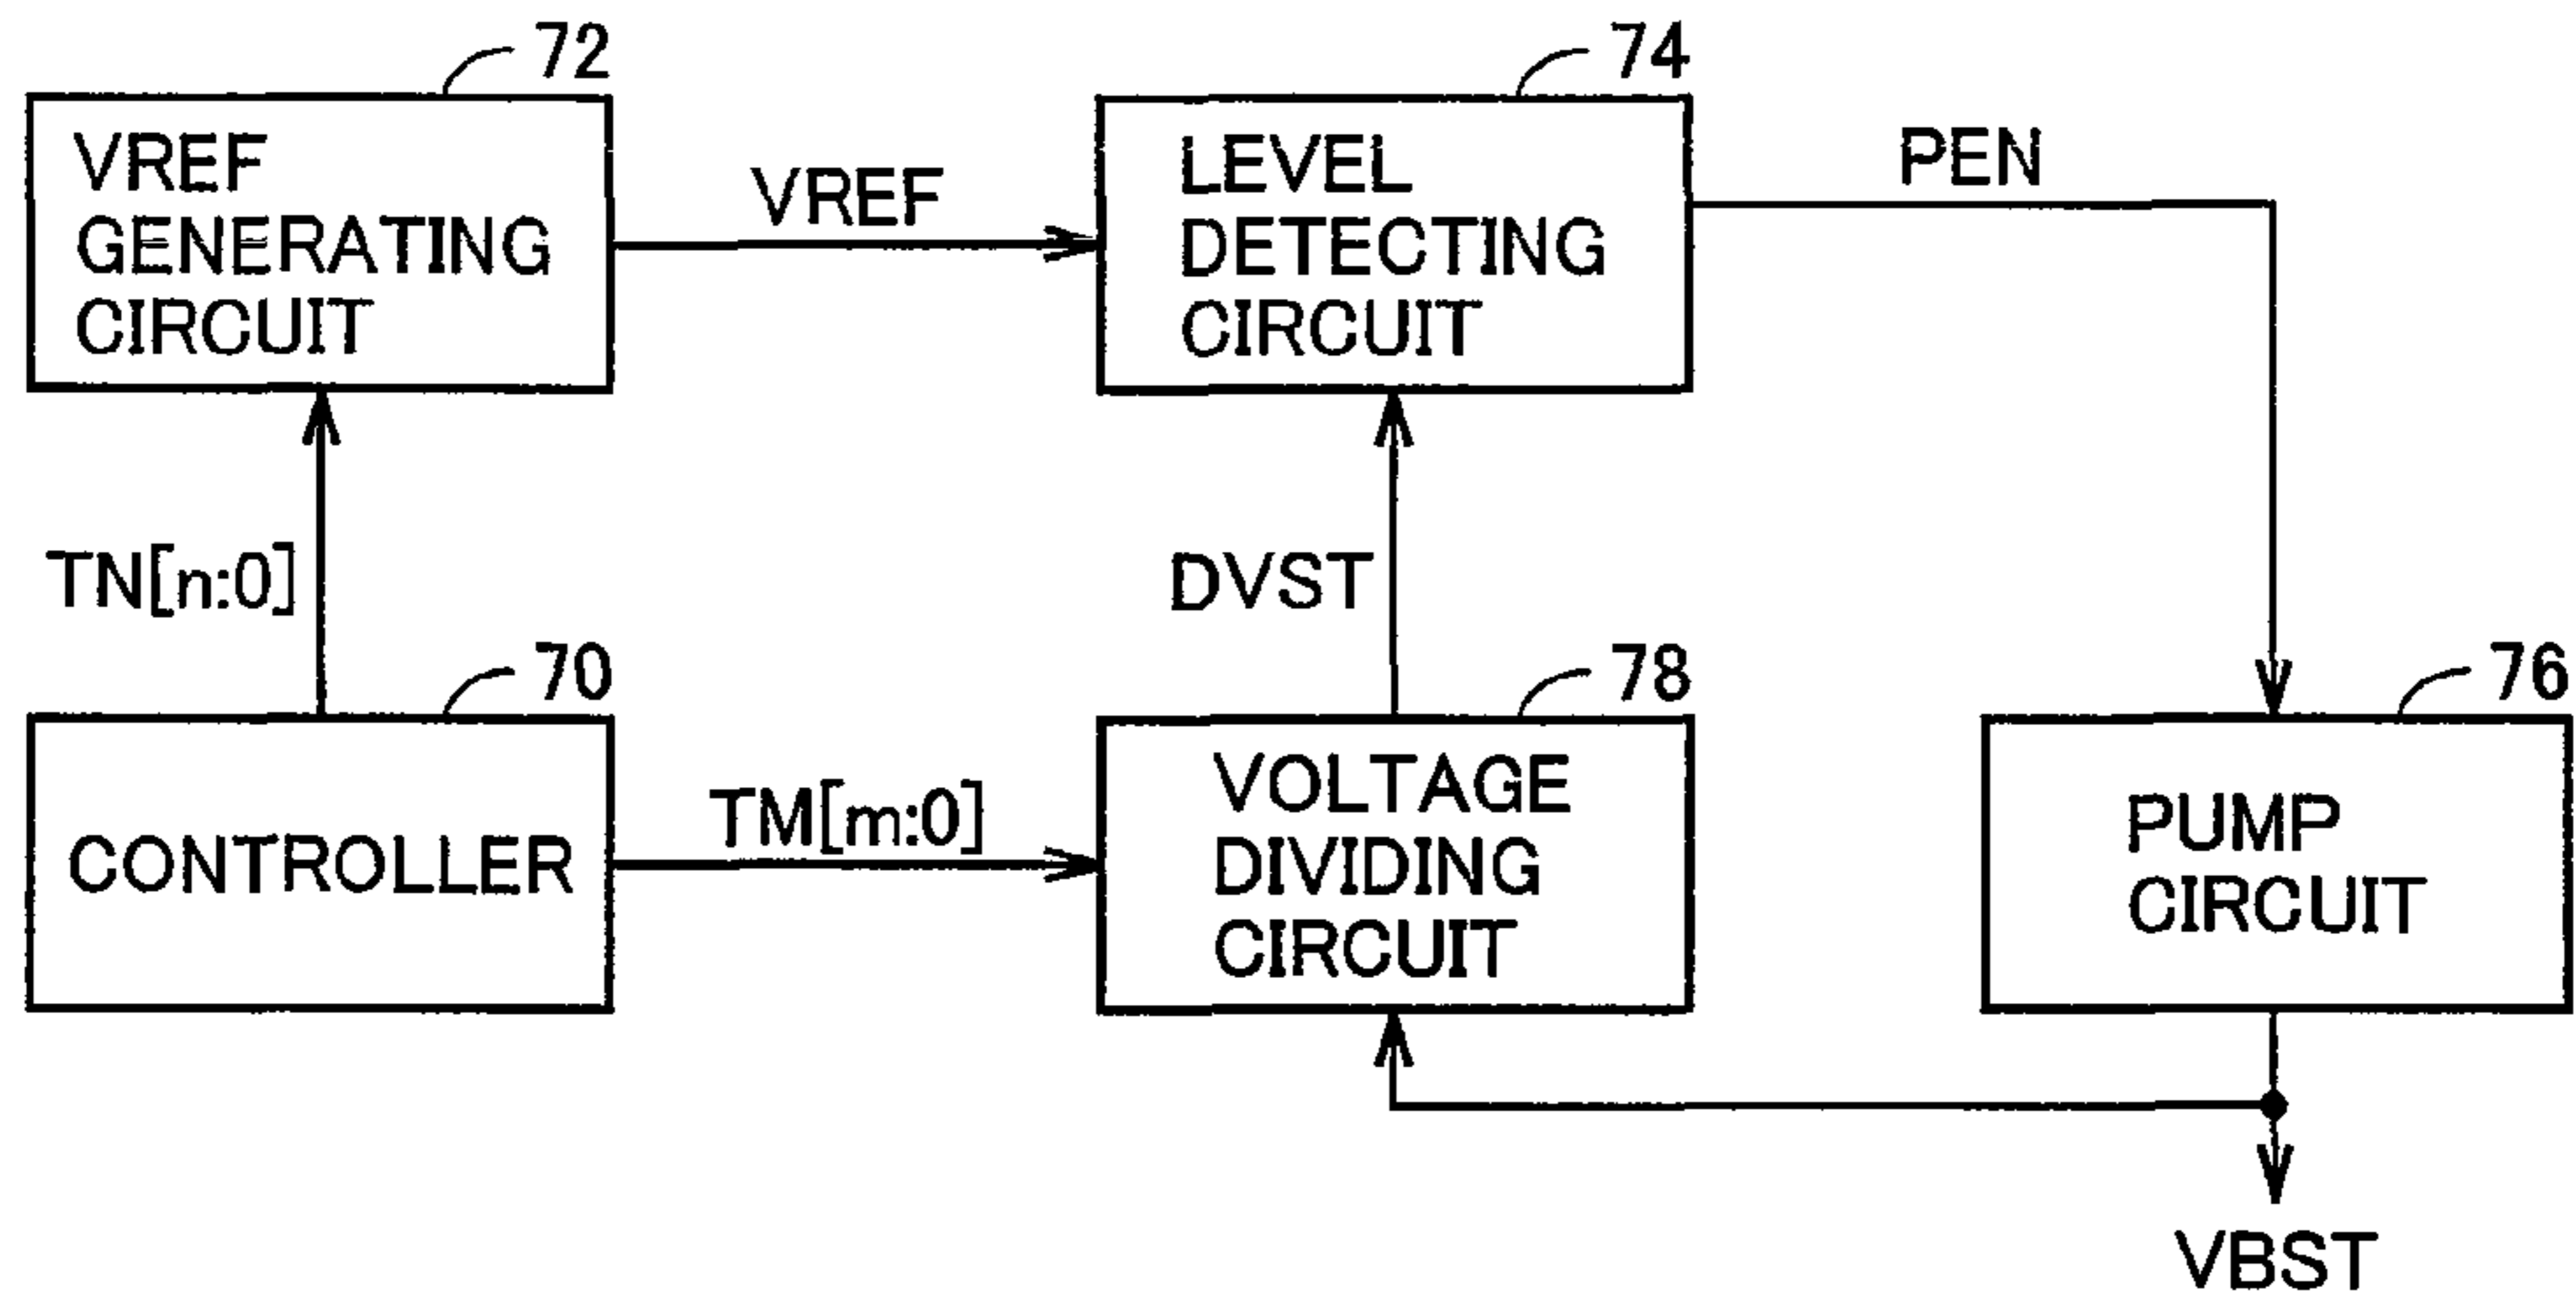 72
74
VREF
GENERATING
CIRCUIT
VREF
LEVEL
DETECTING
CIRCUIT
PEN
TN[n:0]
DVST
70
78
76
CONTROLLER
TM[m:0]
VOLTAGE
DIVIDING
CIRCUIT
PUMP
CIRCUIT
VBST